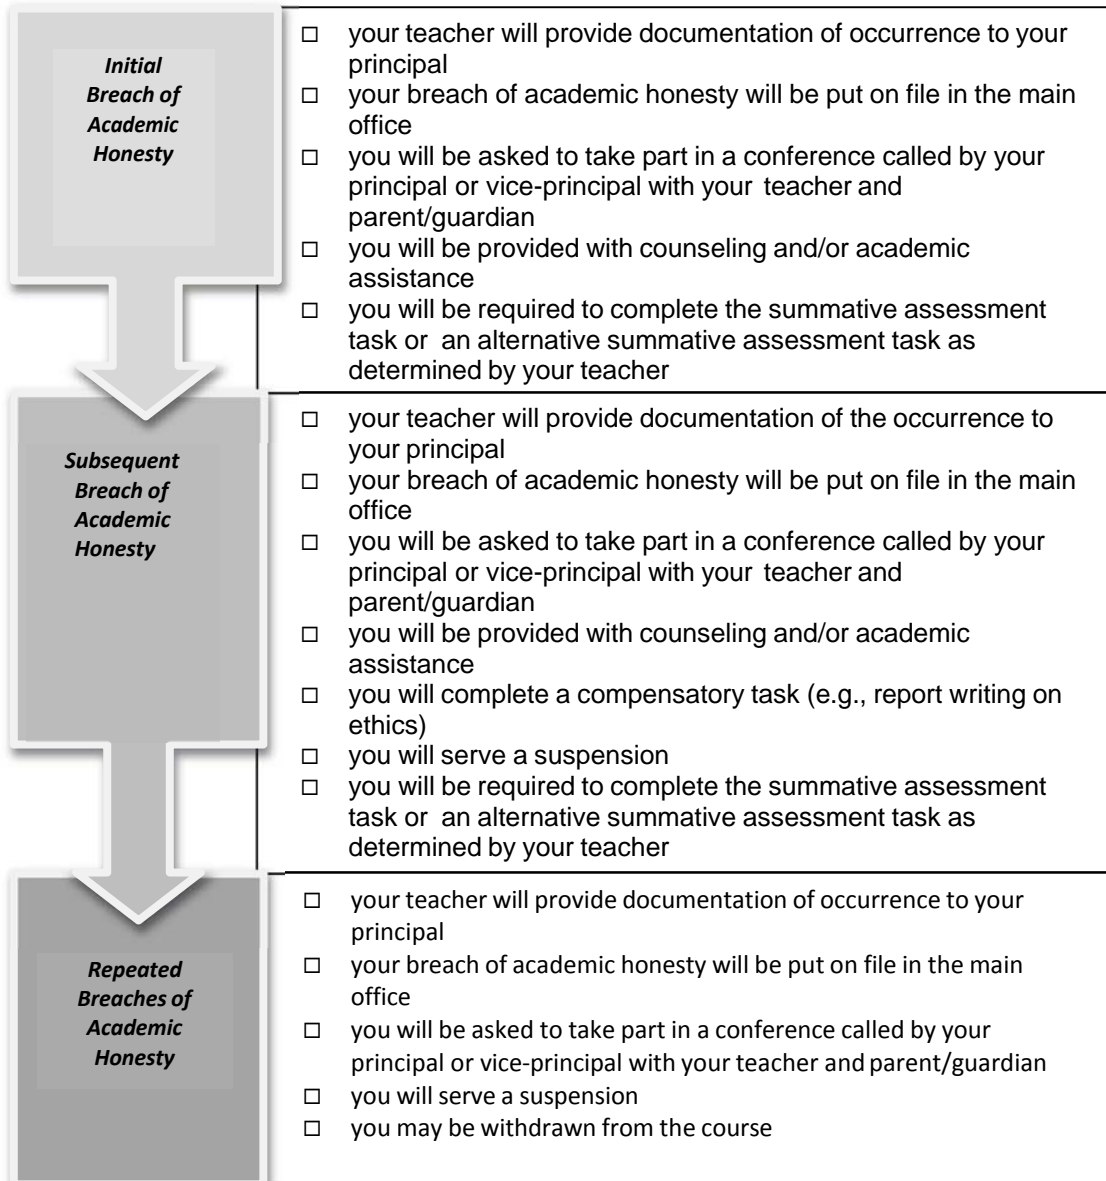 Initial
Breach of
Academic
Honesty
□ your teacher will provide documentation of occurrence to your
principal
□ your breach of academic honesty will be put on file in the main
office
□ you will be asked to take part in a conference called by your
principal or vice-principal with your teacher and
parent/guardian
□ you will be provided with counseling and/or academic
assistance
□ you will be required to complete the summative assessment
task or an alternative summative assessment task as
determined by your teacher
Subsequent
Breach of
Academic
Honesty
□ your teacher will provide documentation of the occurrence to
your principal
□ your breach of academic honesty will be put on file in the main
office
□ you will be asked to take part in a conference called by your
principal or vice-principal with your teacher and
parent/guardian
□ you will be provided with counseling and/or academic
assistance
□ you will complete a compensatory task (e.g., report writing on
ethics)
□ you will serve a suspension
□ you will be required to complete the summative assessment
task or an alternative summative assessment task as
determined by your teacher
Repeated
Breaches of
Academic
Honesty
□ your teacher will provide documentation of occurrence to your
principal
□ your breach of academic honesty will be put on file in the main
office
□ you will be asked to take part in a conference called by your
principal or vice-principal with your teacher and parent/guardian
□ you will serve a suspension
□ you may be withdrawn from the course